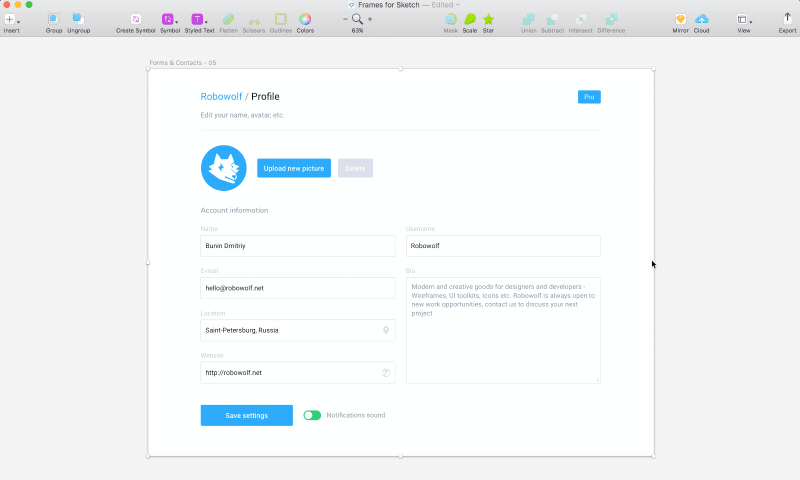 Frames for Sketch — Edited
Insert
Group
Ungroup
Create Symbol
Symbol
Styled Text
Flatten
Scissors
Outlines
Colors
63%
Mask
Scale
Star
Union
Subtract
Intersect
Difference
Mirror
Cloud
View
Export
Forms & Contacts - 05
Robowolf / Profile
Pro
Edit your name, avatar, etc.
Upload new picture
Delete
Account information
Name
Username
Bunin Dmitriy
Robowolf
E-mail
Bio
hello@robowolf.net
Modern and creative goods for designers and developers -
Wireframes, UI toolkits, Icons etc. Robowolf is always open to
new work opportunities, contact us to discuss your next
project
Location
Saint-Petersburg, Russia
Website
http://robowolf.net
Save settings
Notifications sound